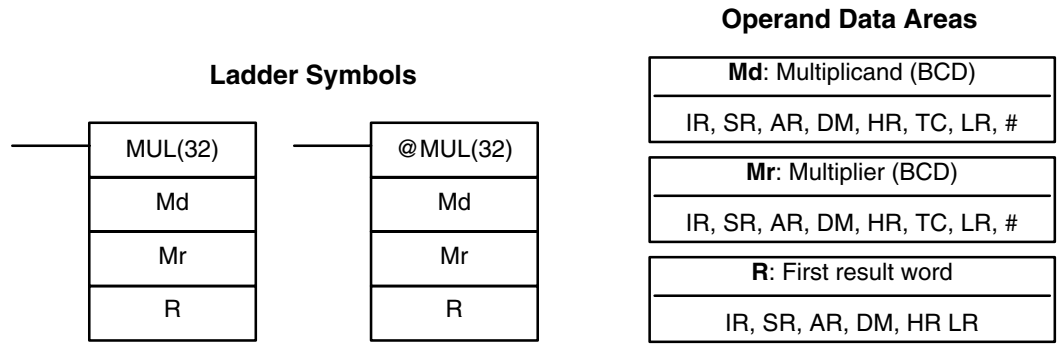 Operand Data Areas
Ladder Symbols
MUL(32)
Md
Mr
R
@MUL(32)
Md
Mr
R
Md: Multiplicand (BCD)
IR, SR, AR, DM, HR, TC, LR, #
Mr: Multiplier (BCD)
IR, SR, AR, DM, HR, TC, LR, #
R: First result word
IR, SR, AR, DM, HR LR